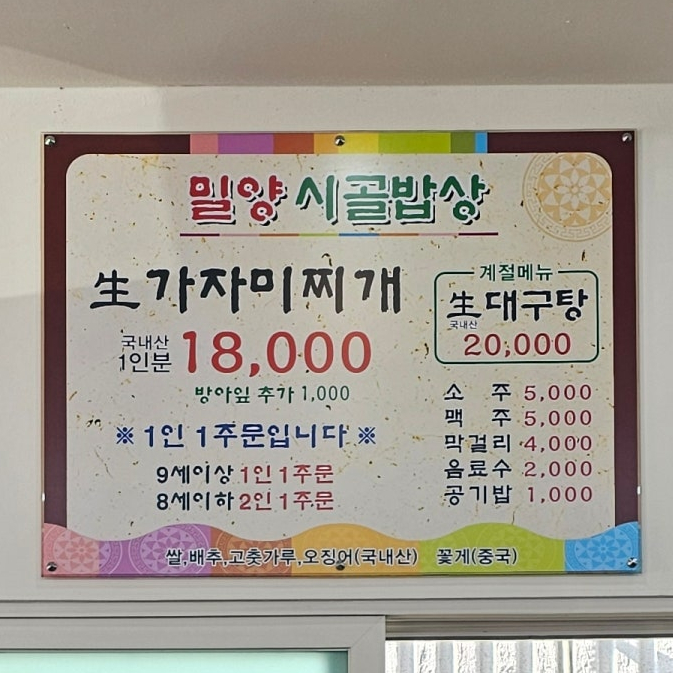 밀양 시골밥상
生가자미찌개
국내산
1인분 18,000
방아잎 추가 1,000
※ 1인 1주문입니다 ※
9세이상 1인 1주문
8세이하 2인 1주문
계절메뉴
生대구탕
국내산
20,000
소 주 5,000
맥 주 5,000
막걸리 4,000
음료수 2,000
공기밥 1,000
쌀,배추,고춧가루,오징어(국내산) 꽃게(중국)